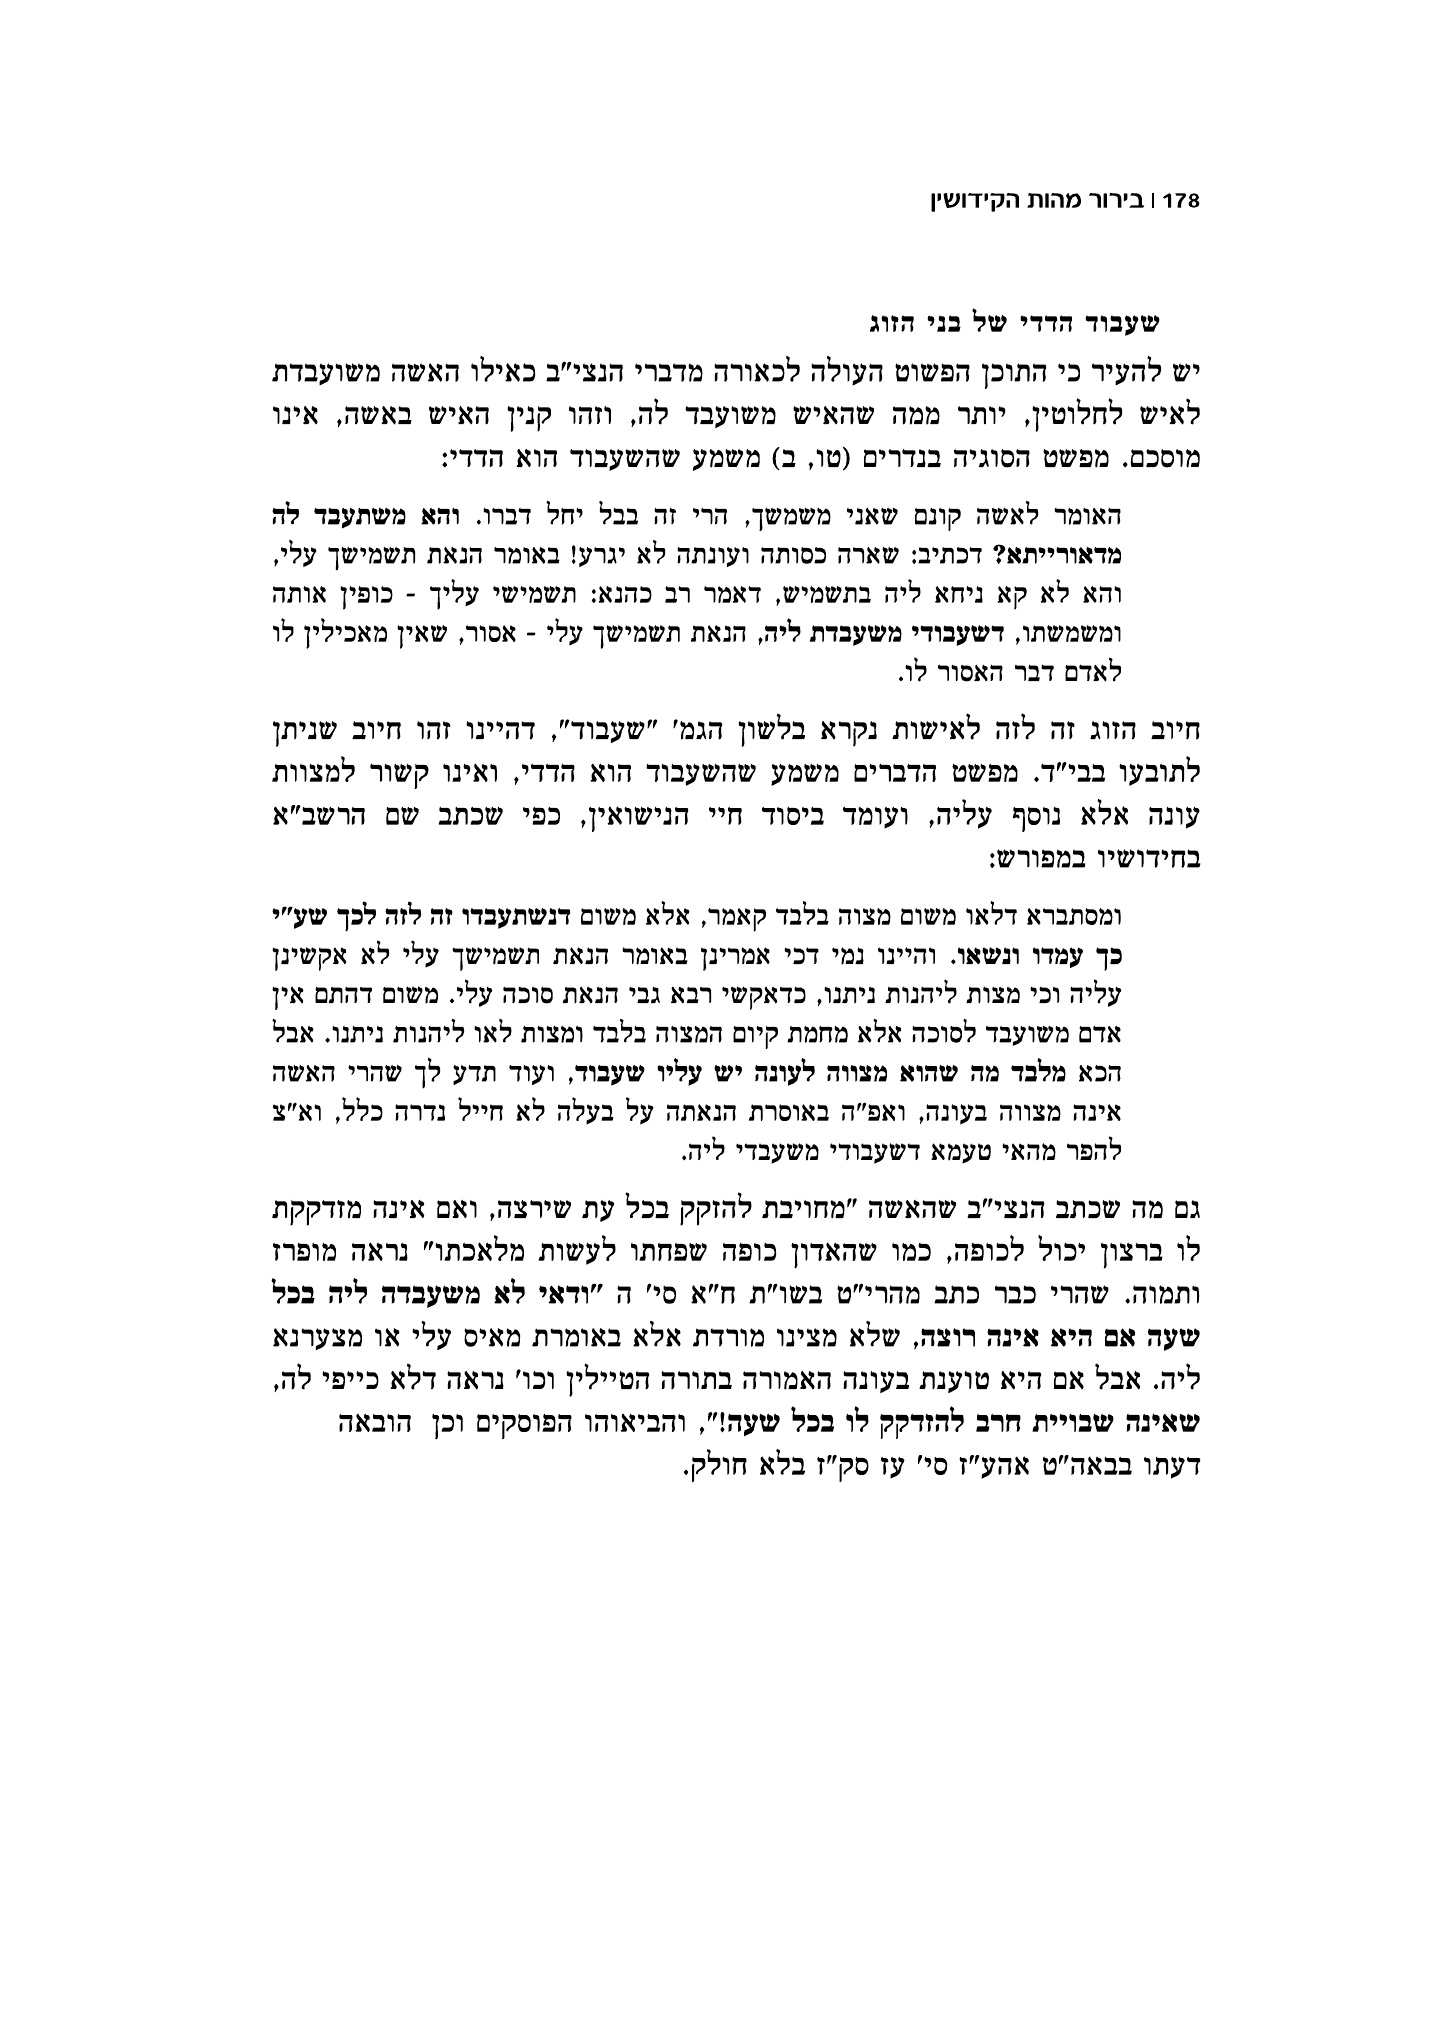 178 | בירור מהות הקידושין
שעבוד הדדי של בני הזוג
יש להעיר כי התוכן הפשוט העולה לכאורה מדברי הנצי"ב כאילו האשה משועבדת
לאיש לחלוטין, יותר ממה שהאיש משועבד לה, וזהו קנין האיש באשה, אינו
מוסכם. מפשט הסוגיה בנדרים (טו, ב) משמע שהשעבוד הוא הדדי:
האומר לאשה קונם שאני משמשך, הרי זה בבל יחל דברו. והא משתעבד לה
מדאורייתא? דכתיב: שארה כסותה ועונתה לא יגרע! באומר הנאת תשמישך עלי,
והא לא קא ניחא ליה בתשמיש, דאמר רב כהנא: תשמישי עליך - כופין אותה
ומשמשתו, דשעבודי משעבדת ליה, הנאת תשמישך עלי - אסור, שאין מאכילין לו
לאדם דבר האסור לו.
חיוב הזוג זה לזה לאישות נקרא בלשון הגמ' "שעבוד", דהיינו זהו חיוב שניתן
לתובעו בבי"ד. מפשט הדברים משמע שהשעבוד הוא הדדי, ואינו קשור למצוות
עונה אלא נוסף עליה, ועומד ביסוד חיי הנישואין, כפי שכתב שם הרשב"א
בחידושיו במפורש:
ומסתברא דלאו משום מצוה בלבד קאמר, אלא משום דנשתעבדו זה לזה לכך שע"י
כך עמדו ונשאו. והיינו נמי דכי אמרינן באומר הנאת תשמישך עלי לא אקשינן
עליה וכי מצות ליהנות ניתנו, כדאקשי רבא גבי הנאת סוכה עלי. משום דהתם אין
אדם משועבד לסוכה אלא מחמת קיום המצוה בלבד ומצות לאו ליהנות ניתנו. אבל
הכא מלבד מה שהוא מצווה לעונה יש עליו שעבוד, ועוד תדע לך שהרי האשה
אינה מצווה בעונה, ואפ"ה באוסרת הנאתה על בעלה לא חייל נדרה כלל, וא"צ
להפר מהאי טעמא דשעבודי משעבדי ליה.
גם מה שכתב הנצי"ב שהאשה "מחויבת להזקק בכל עת שירצה, ואם אינה מזדקקת
לו ברצון יכול לכופה, כמו שהאדון כופה שפחתו לעשות מלאכתו" נראה מופרז
ותמוה. שהרי כבר כתב מהרי"ט בשו"ת ח"א סי' ה "ודאי לא משעבדה ליה בכל
שעה אם היא אינה רוצה, שלא מצינו מורדת אלא באומרת מאיס עלי או מצערנא
ליה. אבל אם היא טוענת בעונה האמורה בתורה הטיילין וכו' נראה דלא כייפי לה,
שאינה שבויית חרב להזדקק לו בכל שעה!", והביאוהו הפוסקים וכן הובאה
דעתו בבאה"ט אהע"ז סי' עז סק"ז בלא חולק.